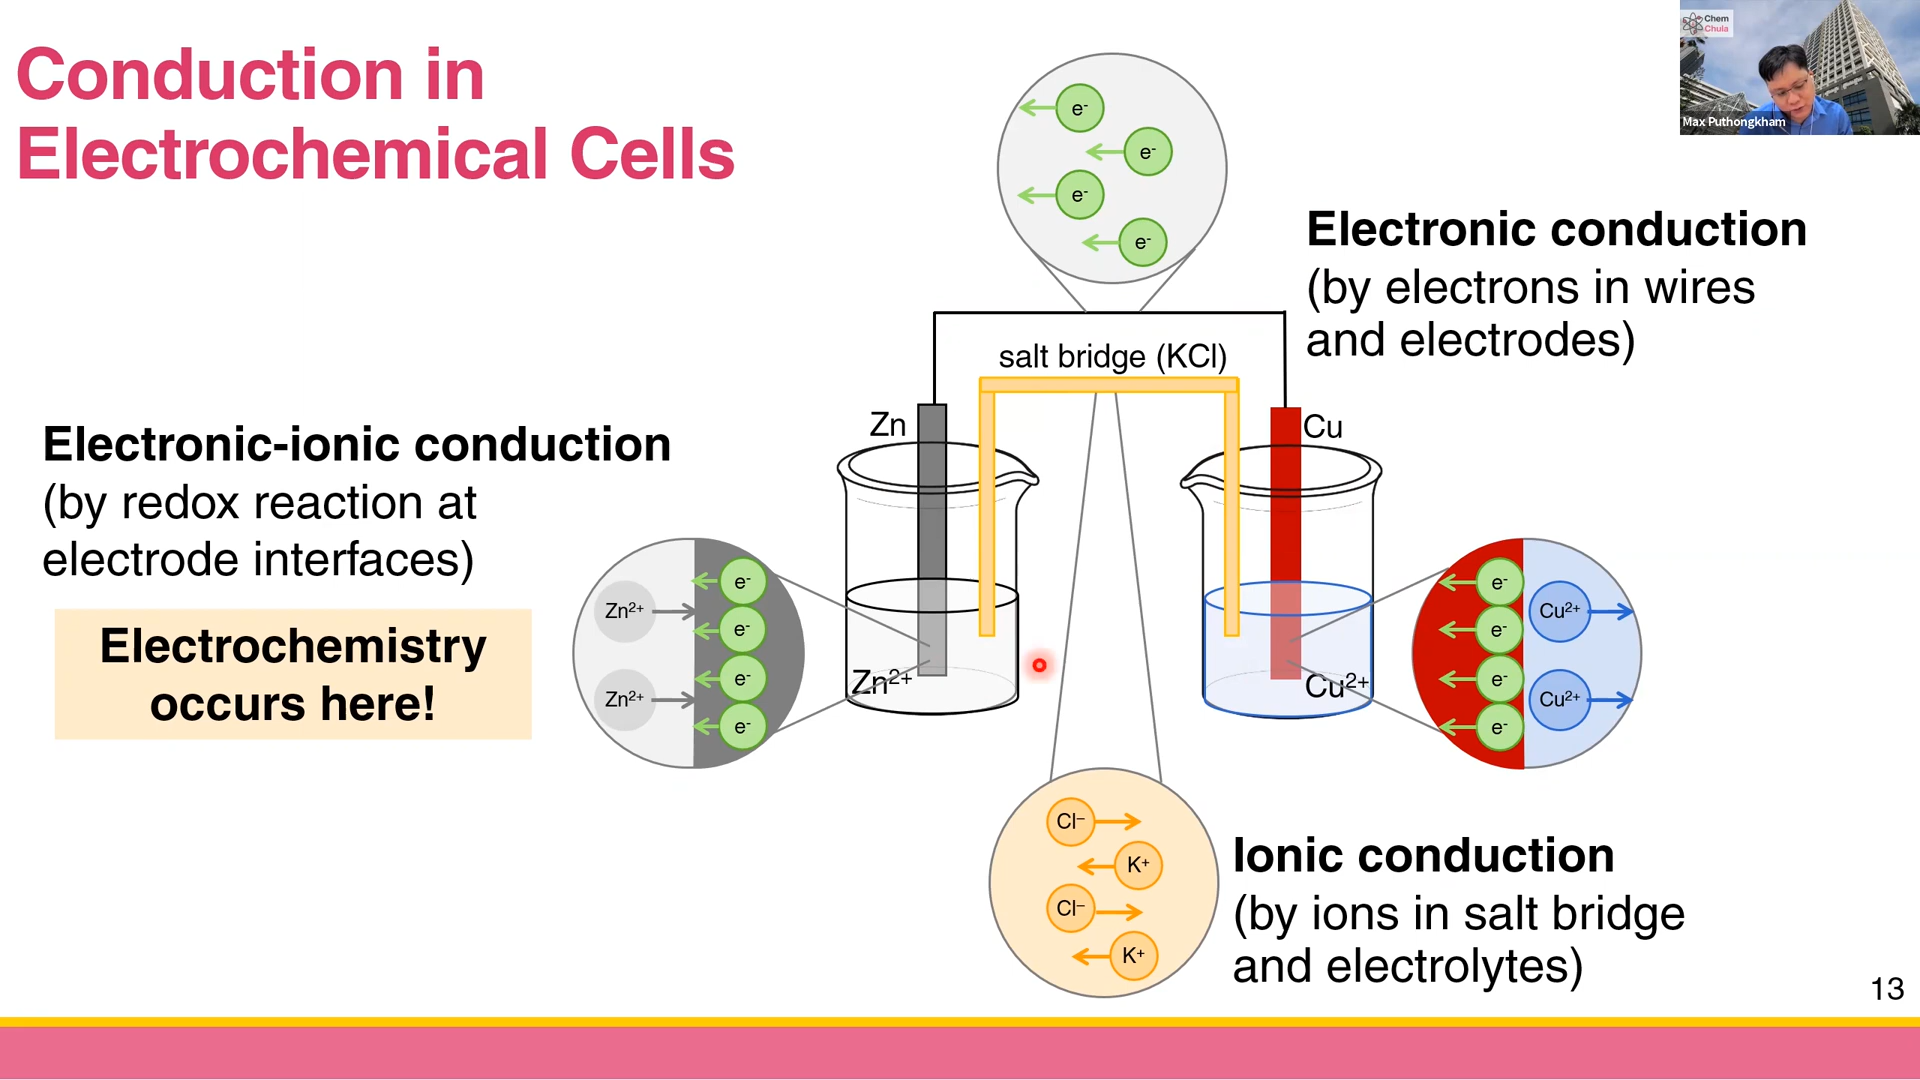 Conduction in
Electrochemical Cells
Chem
Chula
Max Puthongkham
e-
e-
e-
e-
Electronic conduction
(by electrons in wires
and electrodes)
salt bridge (KCl)
Zn
Cu
Electronic-ionic conduction
(by redox reaction at
electrode interfaces)
Electrochemistry
occurs here!
Zn²⁺
Zn²⁺
e-
e-
e-
e-
Zn²⁺
Cu²⁺
e-
e-
e-
e-
Cu²⁺
Cu²⁺
Cl⁻
K⁺
Cl⁻
K⁺
Ionic conduction
(by ions in salt bridge
and electrolytes)
13